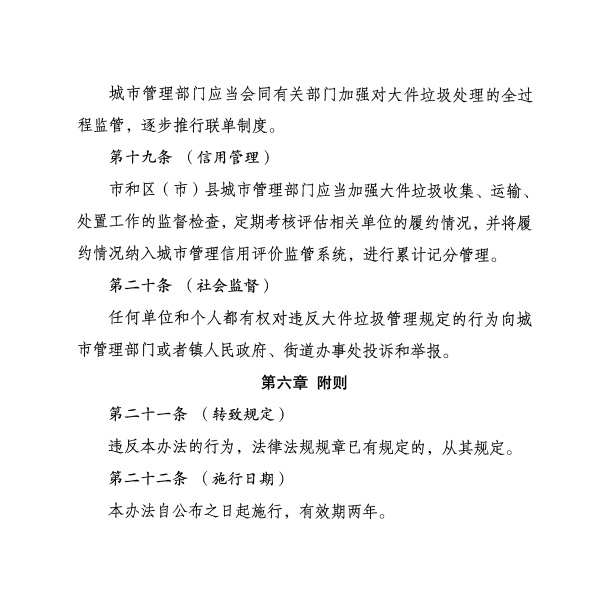 城市管理部门应当会同有关部门加强对大件垃圾处理的全过
程监管，逐步推行联单制度。
第十九条 （信用管理）
市和区（市）县城市管理部门应当加强大件垃圾收集、运输、
处置工作的监督检查，定期考核评估相关单位的履约情况，并将履
约情况纳入城市管理信用评价监管系统，进行累计记分管理。
第二十条 （社会监督）
任何单位和个人都有权对违反大件垃圾管理规定的行为向城
市管理部门或者镇人民政府、街道办事处投诉和举报。
第六章 附则
第二十一条 （转致规定）
违反本办法的行为，法律法规规章已有规定的，从其规定。
第二十二条 （施行日期）
本办法自公布之日起施行，有效期两年。